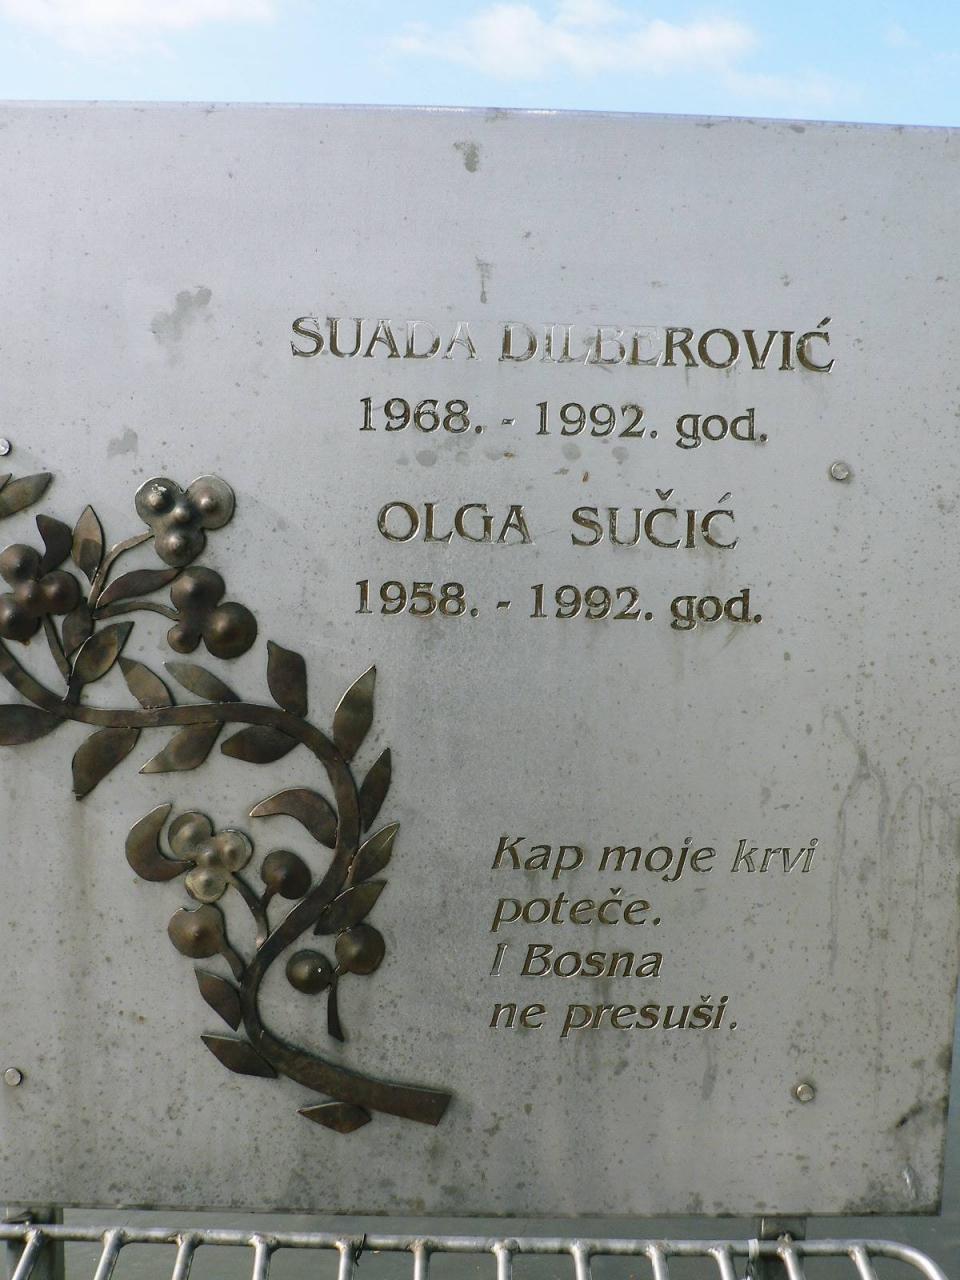 SUADA DILBEROVIĆ
1968. - 1992. god.
OLGA SUČIĆ
1958. - 1992. god.
Kap moje krvi
poteče.
I Bosna
ne presuši.